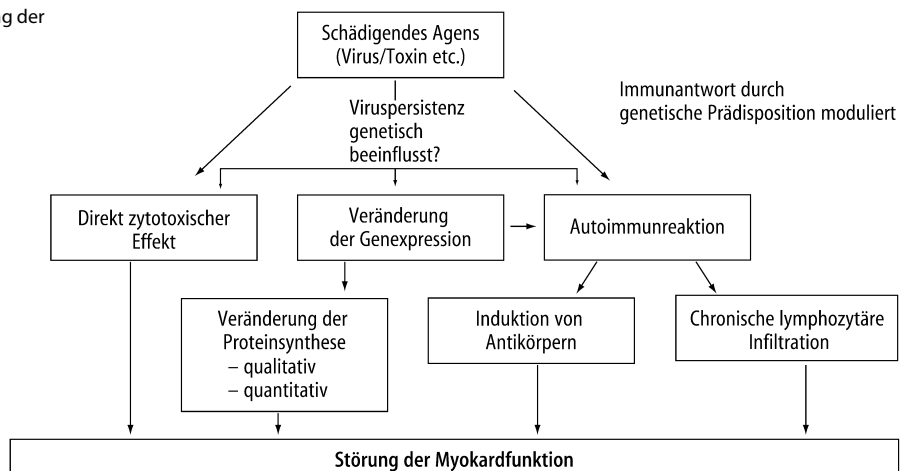 g der
Schädigendes Agens
(Virus/Toxin etc.)
Immunantwort durch
genetische Prädisposition moduliert
Viruspersistenz
genetisch
beeinflusst?
Direkt zytotoxischer
Effekt
Veränderung
der Genexpression
Autoimmunreaktion
Veränderung der
Proteinsynthese
– qualitativ
– quantitativ
Induktion von
Antikörpern
Chronische lymphozytäre
Infiltration
Störung der Myokardfunktion